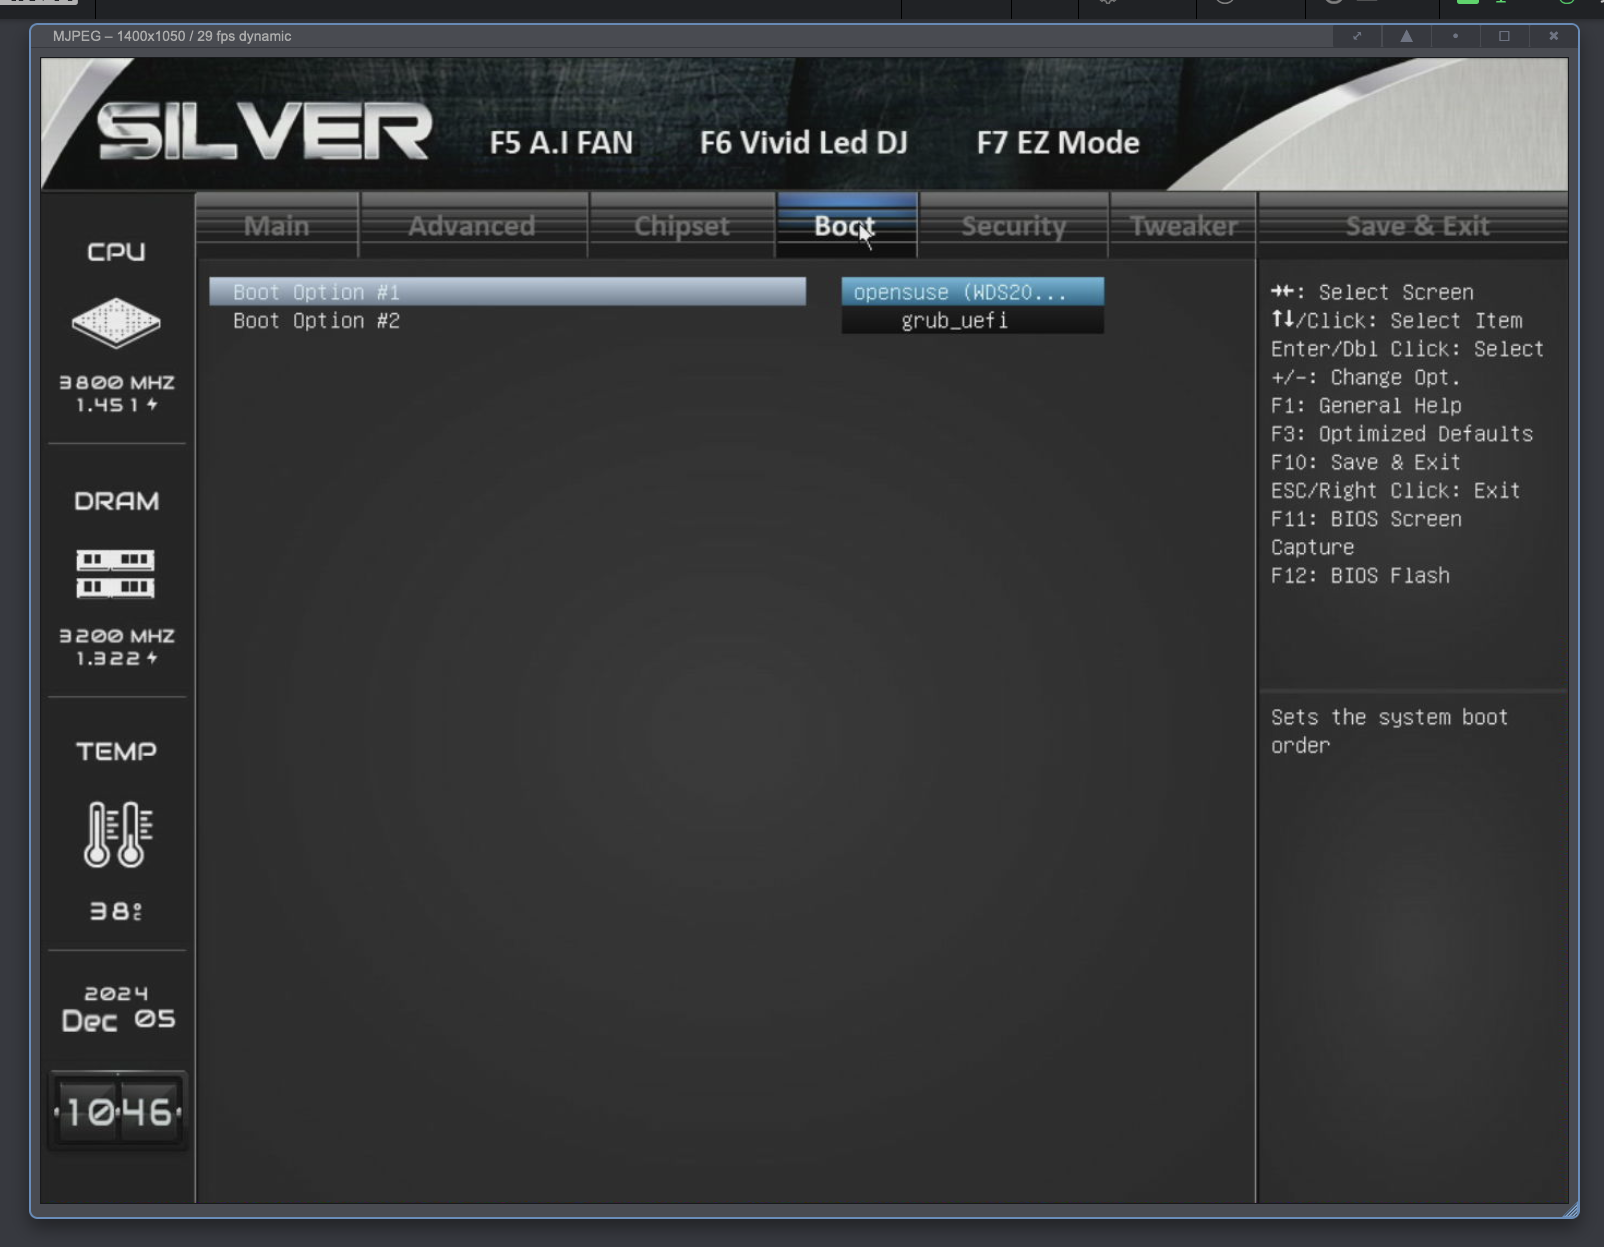 MJPEG – 1400x1050 / 29 fps dynamic
SILVER
F5 A.I FAN
F6 Vivid Led DJ
F7 EZ Mode
Main
Advanced
Chipset
Boot
Security
Tweaker
Save & Exit
CPU
3800 MHZ
1.451
DRAM
3200 MHZ
1.322
TEMP
38°C
2024
Dec 05
10 46
Boot Option #1
opensuse (WDS20...
Boot Option #2
grub_uefi
→←: Select Screen
↑↓/Click: Select Item
Enter/Dbl Click: Select
+/-: Change Opt.
F1: General Help
F3: Optimized Defaults
F10: Save & Exit
ESC/Right Click: Exit
F11: BIOS Screen
Capture
F12: BIOS Flash
Sets the system boot
order